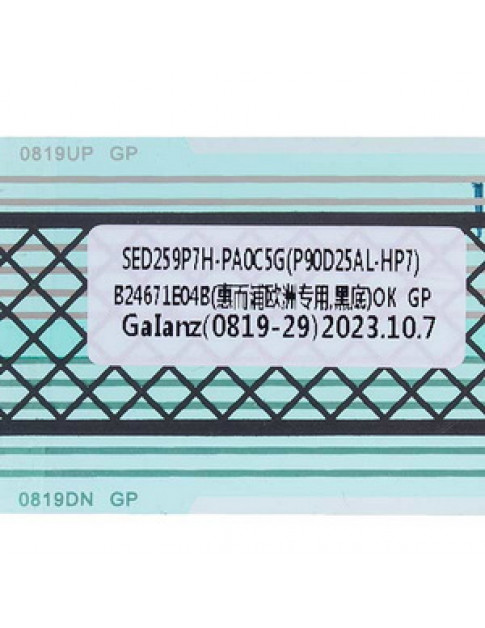 0819UP GP
SED259P7H-PA0C5G(P90D25AL-HP7)
B24671E04B(惠而浦欧洲专用,黑底)OK GP
Galanz(0819-29)2023.10.7
0819DN GP